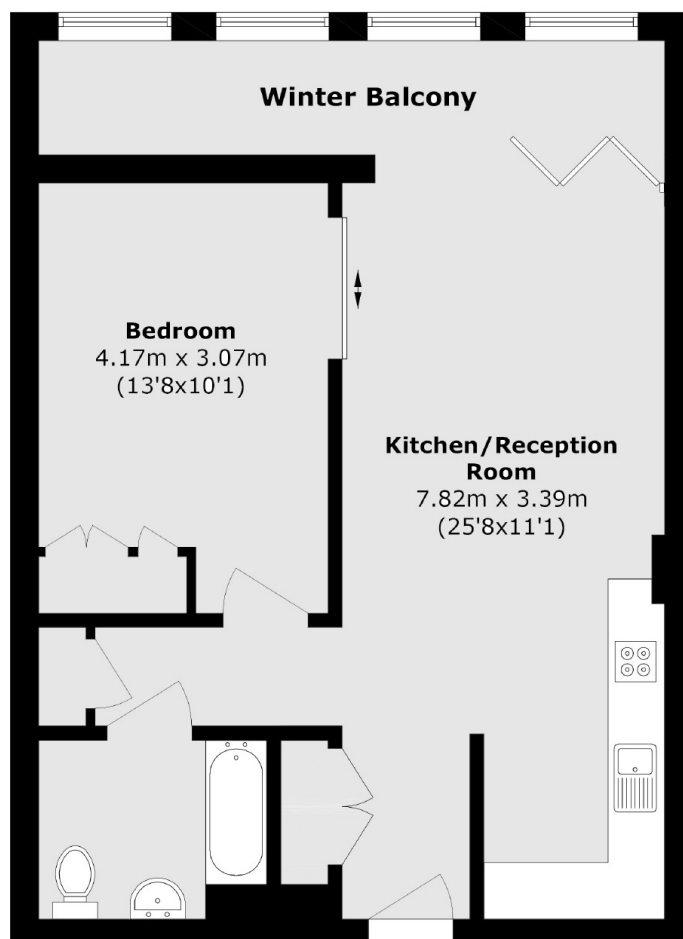 Winter Balcony
Bedroom
4.17m x 3.07m
(13'8x10'1)
Kitchen/Reception
Room
7.82m x 3.39m
(25'8x11'1)